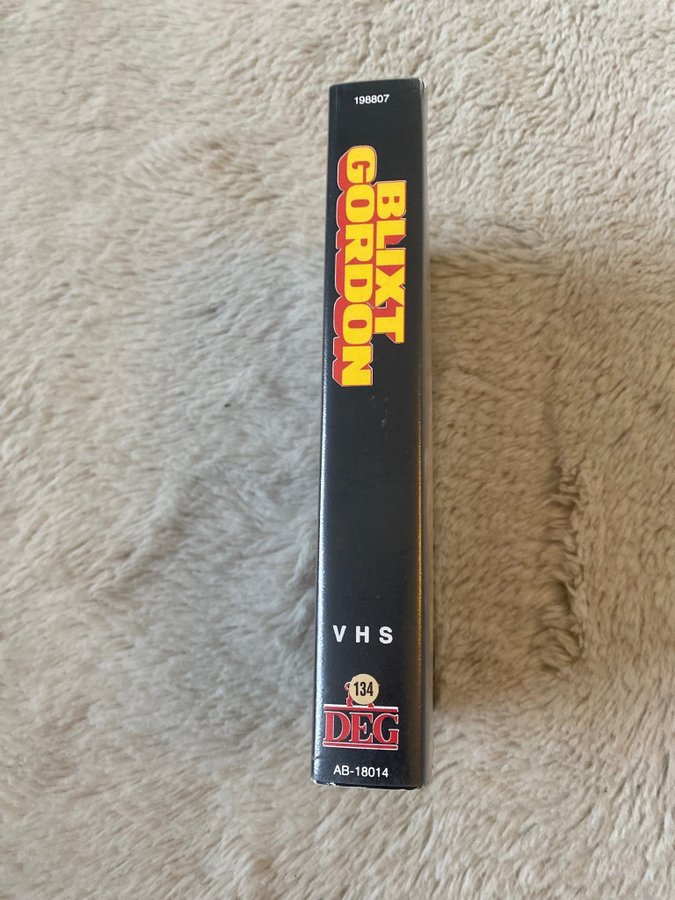 198807
BLIXT
GORDON
VHS
134
DEG
AB-18014